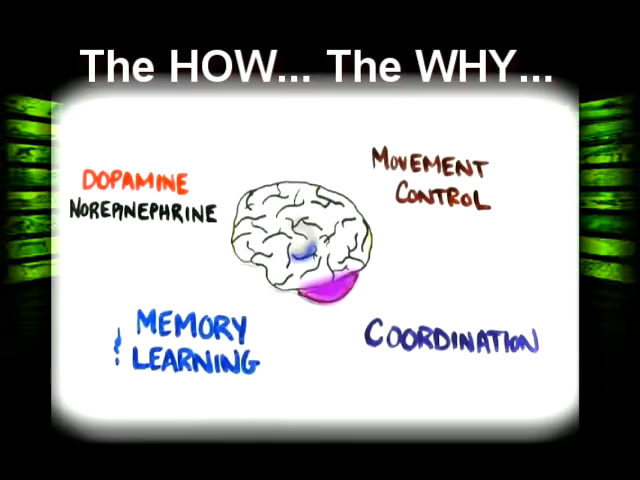 The HOW... The WHY...
DOPAMINE
NOREPINEPHRINE
MOVEMENT
CONTROL
MEMORY
& LEARNING
COORDINATION